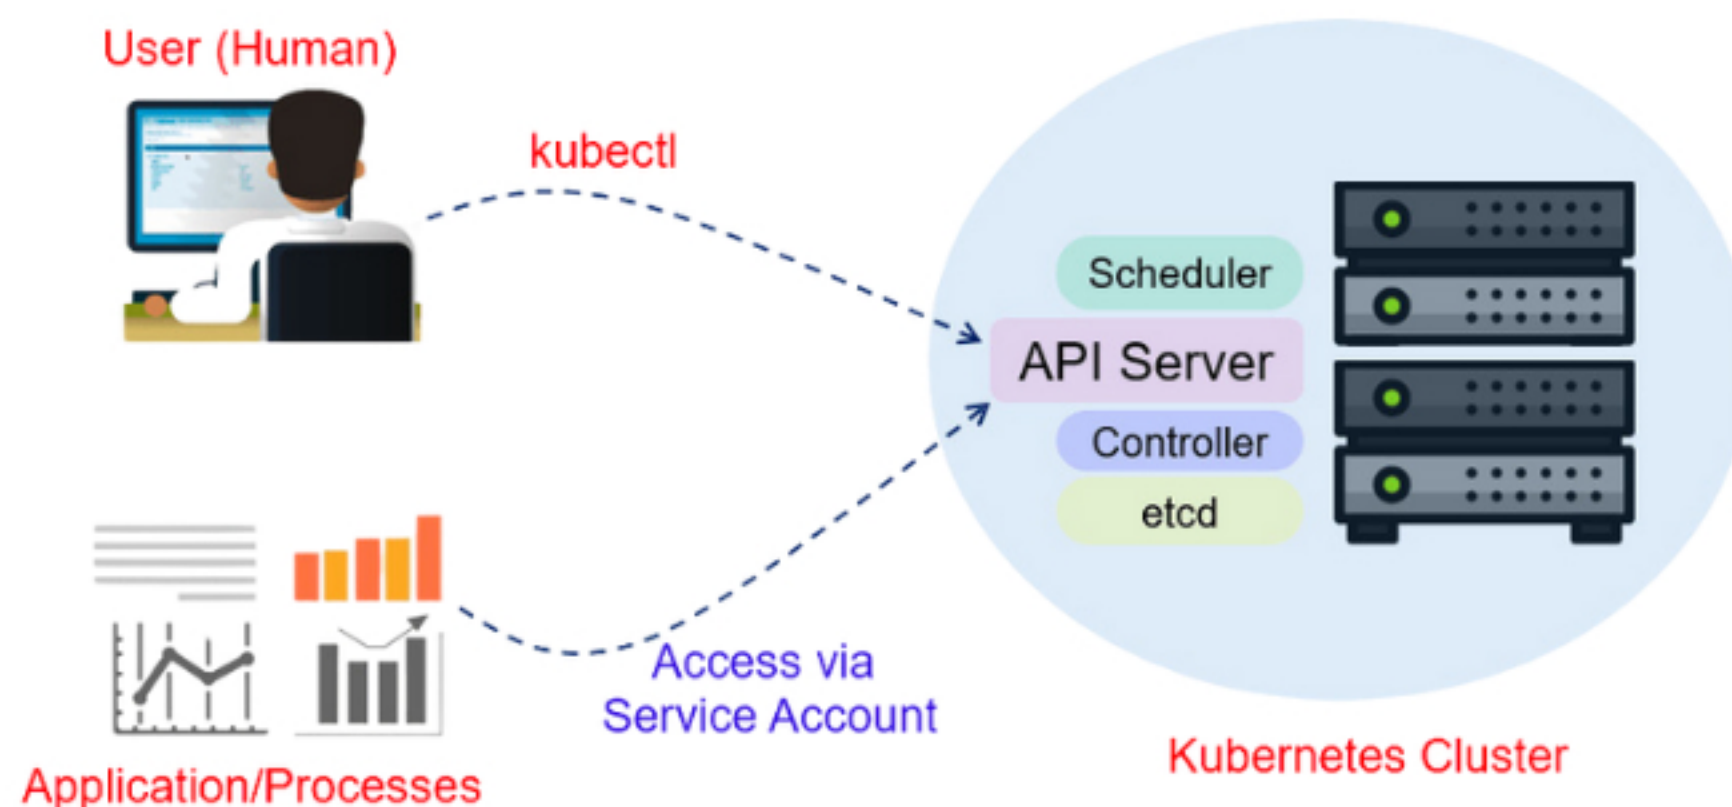 User (Human)
kubectl
Scheduler
API Server
Controller
etcd
Access via
Service Account
Kubernetes Cluster
Application/Processes